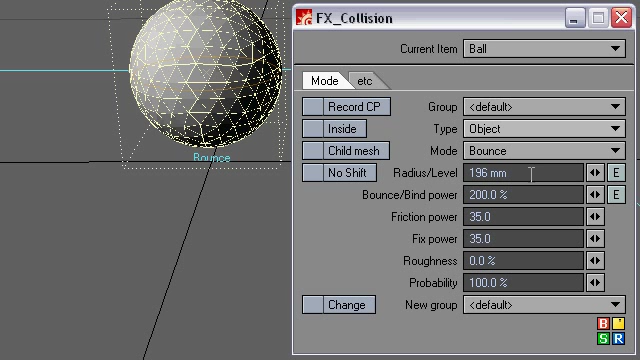 FX_Collision
Current Item Ball
Mode etc
Record CP Group <default>
Inside Type Object
Child mesh Mode Bounce
No Shift Radius/Level 196 mm E
Bounce/Bind power 200.0 % E
Friction power 35.0
Fix power 35.0
Roughness 0.0 %
Probability 100.0 %
Change New group <default>
B
S R
Bounce